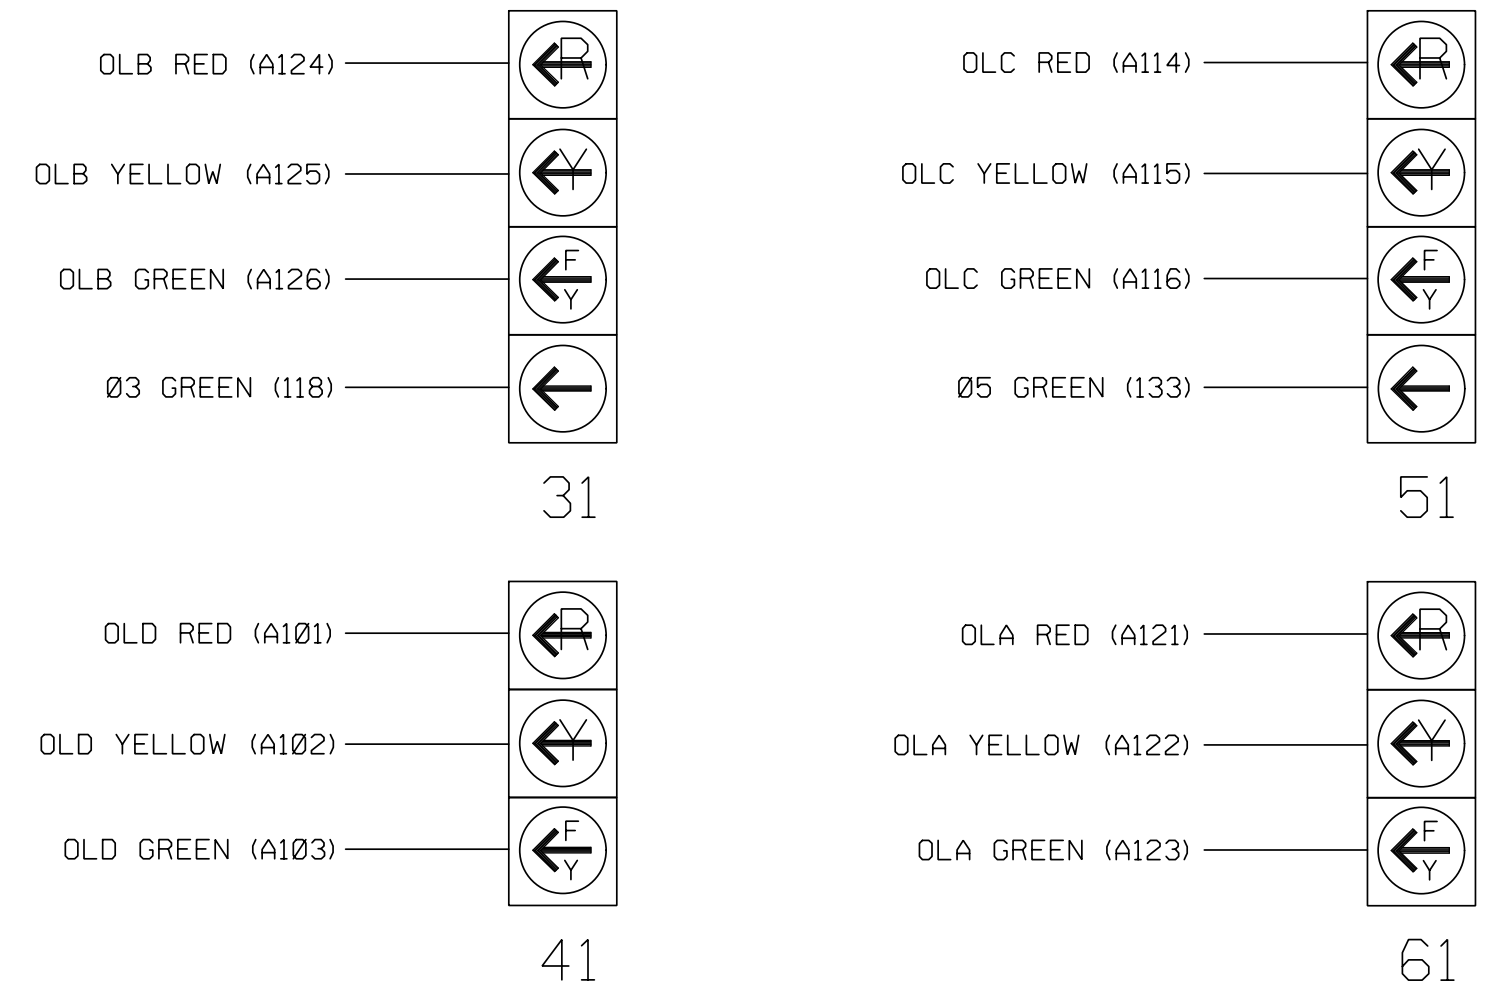 OLB RED (A124)
R
OLB YELLOW (A125)
Y
OLB GREEN (A126)
F
Y
Ø3 GREEN (118)
31
OLC RED (A114)
R
OLC YELLOW (A115)
Y
OLC GREEN (A116)
F
Y
Ø5 GREEN (133)
51
OLD RED (A1Ø1)
R
OLD YELLOW (A1Ø2)
Y
OLD GREEN (A1Ø3)
F
Y
41
OLA RED (A121)
R
OLA YELLOW (A122)
Y
OLA GREEN (A123)
F
Y
61